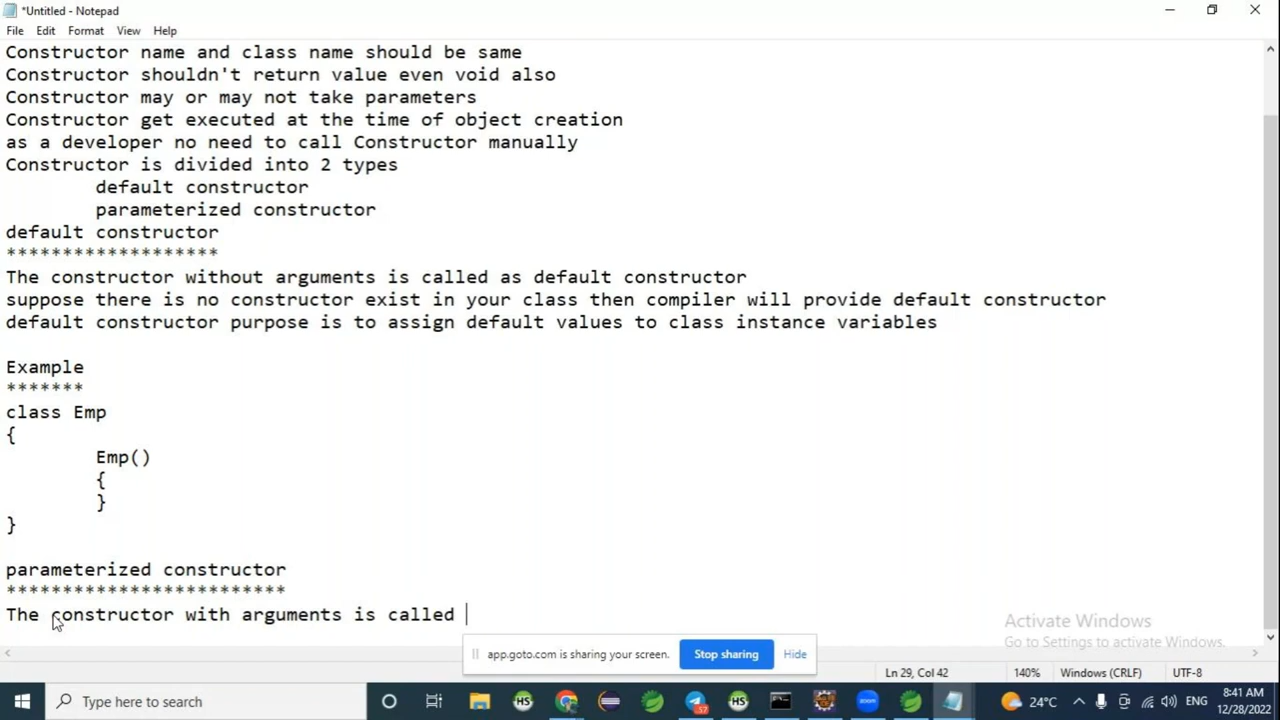 *Untitled - Notepad
File Edit Format View Help
Constructor name and class name should be same
Constructor shouldn't return value even void also
Constructor may or may not take parameters
Constructor get executed at the time of object creation
as a developer no need to call Constructor manually
Constructor is divided into 2 types
default constructor
parameterized constructor
default constructor
*******************
The constructor without arguments is called as default constructor
suppose there is no constructor exist in your class then compiler will provide default constructor
default constructor purpose is to assign default values to class instance variables
Example
*******
class Emp
{
Emp()
{
}
}
parameterized constructor
*************************
The constructor with arguments is called
Activate Windows
Go to Settings to activate Windows.
app.goto.com is sharing your screen. Stop sharing Hide
Ln 29, Col 42 140% Windows (CRLF) UTF-8
Type here to search HS 57 HS zoom 24°C ENG 8:41 AM
12/28/2022